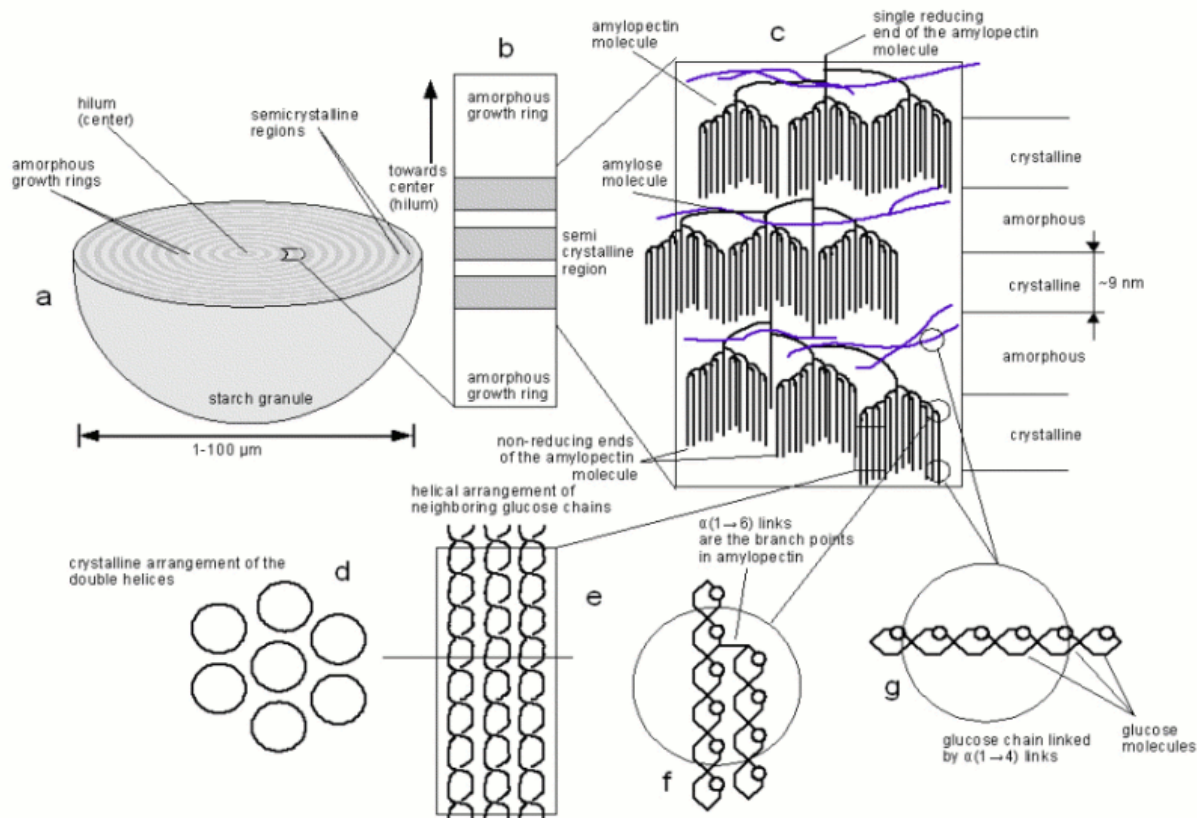 amylopectin
molecule
single reducing
end of the amylopectin
molecule
c
b
hilum
(center)
semicrystalline
regions
amorphous
growth rings
amorphous
growth ring
towards
center
(hilum)
semi
crystalline
region
amorphous
growth ring
amylose
molecule
crystalline
amorphous
crystalline
~9 nm
amorphous
crystalline
a
starch granule
1-100 µm
non-reducing ends
of the amylopectin
molecule
helical arrangement of
neighboring glucose chains
α(1→6) links
are the branch points
in amylopectin
crystalline arrangement of the
double helices
d
e
f
g
glucose chain linked
by α(1→4) links
glucose
molecules